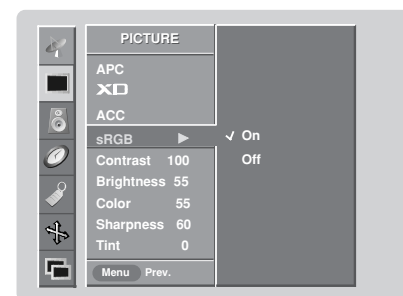 PICTURE
APC
XD
ACC
sRGB ▶ ✓ On
Contrast 100 Off
Brightness 55
Color 55
Sharpness 60
Tint 0
Menu Prev.